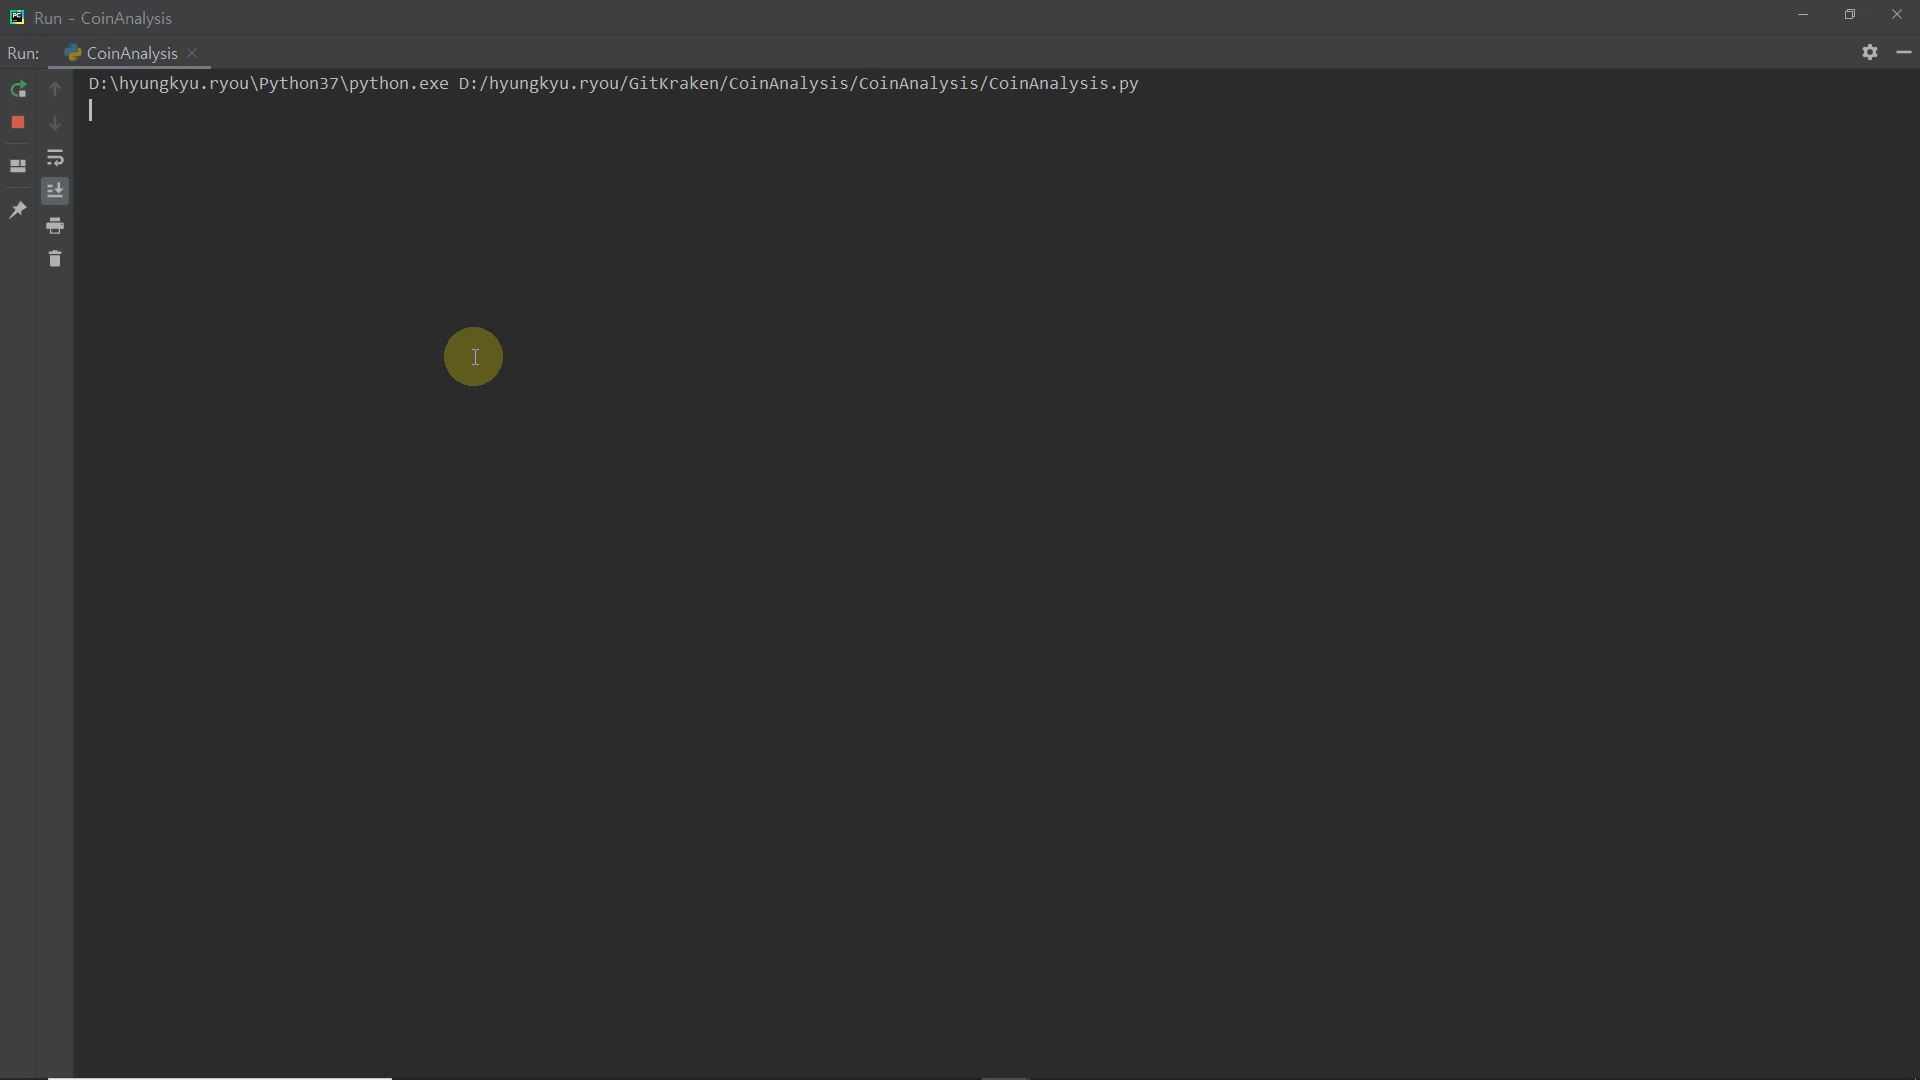 Run - CoinAnalysis
Run: CoinAnalysis
D:\hyungkyu.ryou\Python37\python.exe D:/hyungkyu.ryou/GitKraken/CoinAnalysis/CoinAnalysis/CoinAnalysis.py